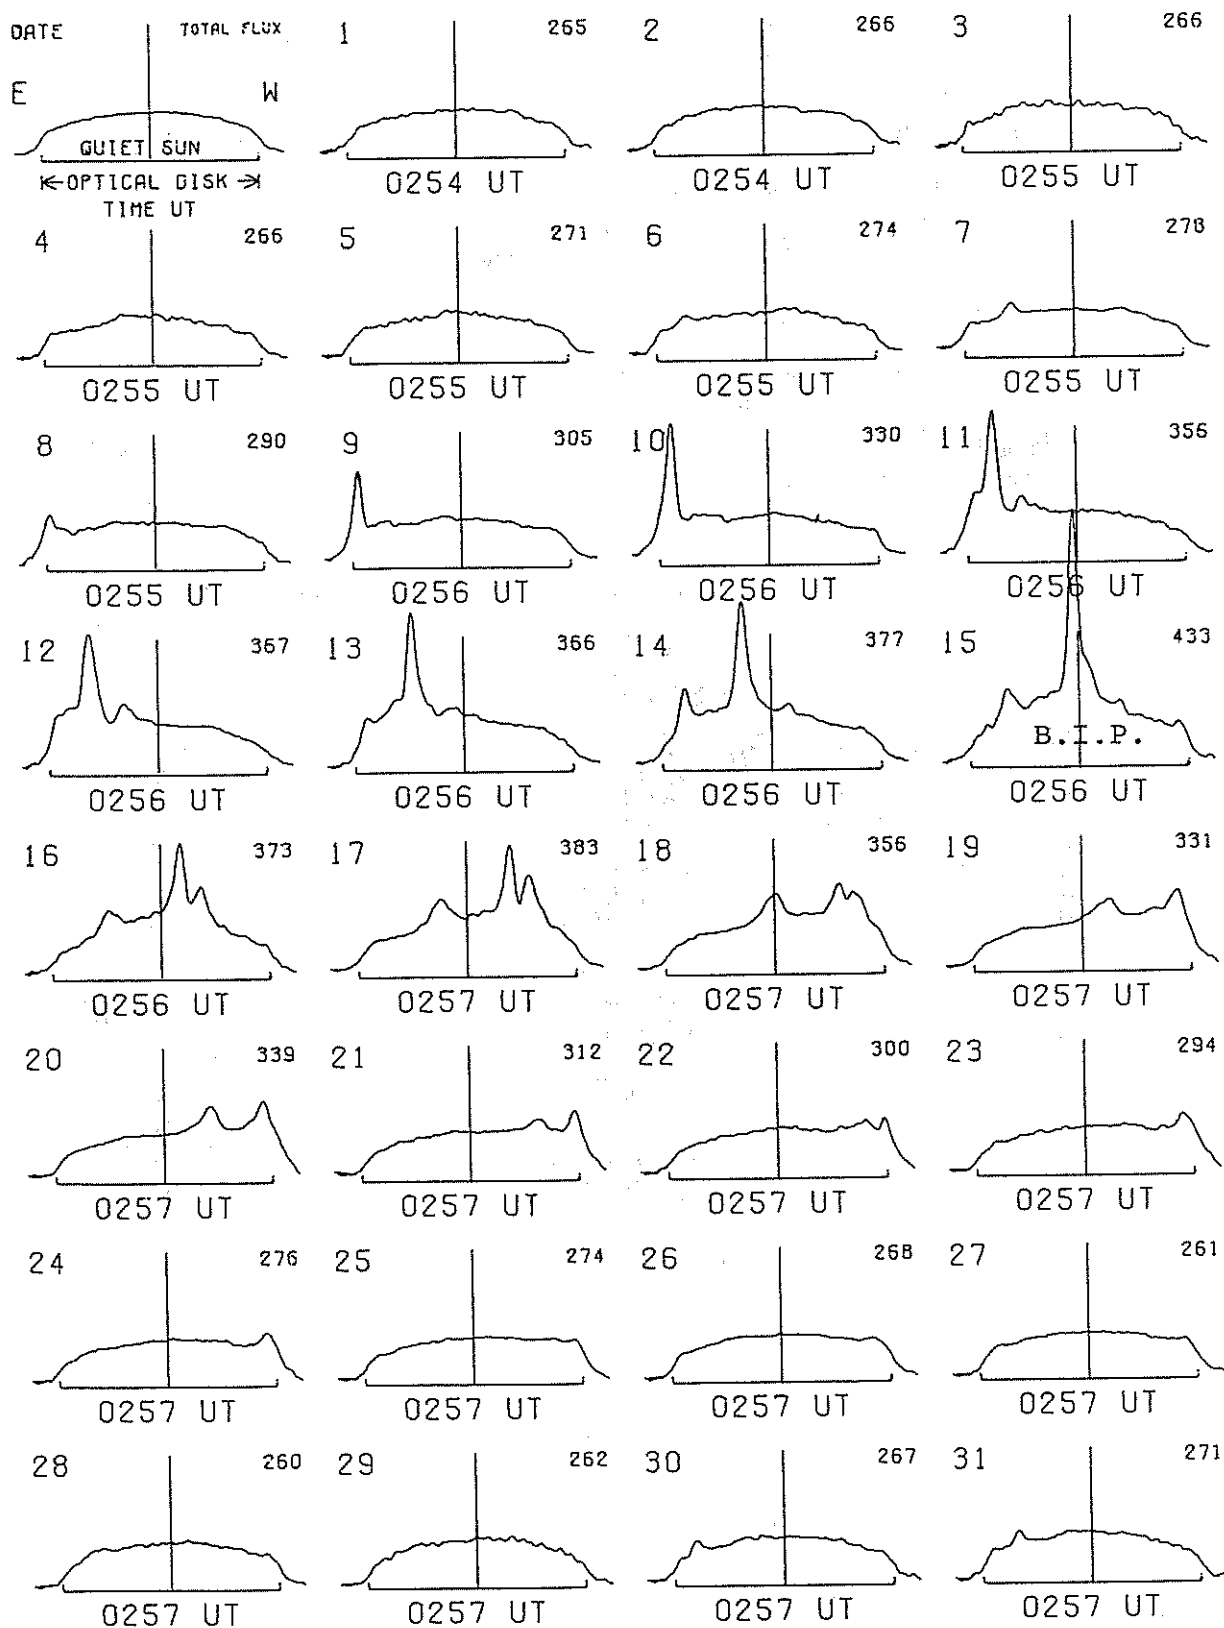 DATE TOTAL FLUX 1 265 2 266 3 266
E W
QUIET SUN
OPTICAL DISK 0254 UT 0254 UT 0255 UT
TIME UT
4 266 5 271 6 274 7 278
0255 UT 0255 UT 0255 UT 0255 UT
8 290 9 305 10 330 11 356
0255 UT 0256 UT 0256 UT 0256 UT
12 367 13 366 14 377 15 433
B.I.P.
0256 UT 0256 UT 0256 UT 0256 UT
16 373 17 383 18 356 19 331
0256 UT 0257 UT 0257 UT 0257 UT
20 339 21 312 22 300 23 294
0257 UT 0257 UT 0257 UT 0257 UT
24 276 25 274 26 268 27 261
0257 UT 0257 UT 0257 UT 0257 UT
28 260 29 262 30 267 31 271
0257 UT 0257 UT 0257 UT 0257 UT